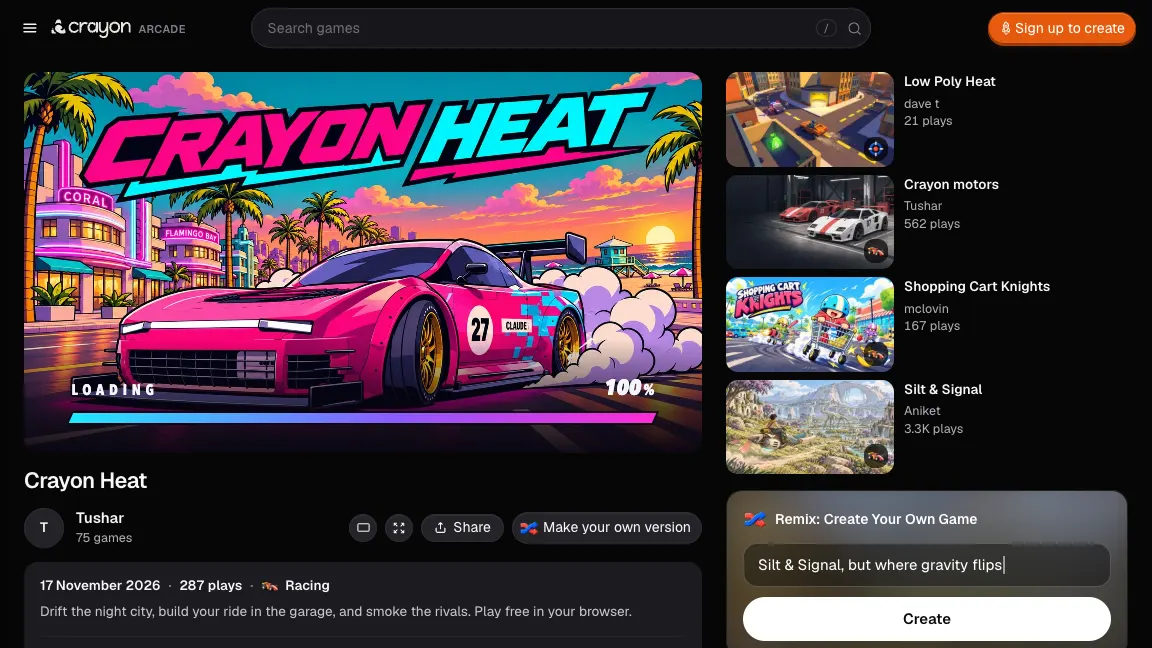 crayon ARCADE
Search games
/
Sign up to create
CRAYON HEAT
CORAL
FLAMINGO BAY
27
CLAUDE
LOADING
100%
Crayon Heat
T
Tushar
75 games
Share
Make your own version
17 November 2026 · 287 plays · Racing
Drift the night city, build your ride in the garage, and smoke the rivals. Play free in your browser.
Low Poly Heat
dave t
21 plays
Crayon motors
Tushar
562 plays
SHOPPING CART
KNIGHTS
Shopping Cart Knights
mclovin
167 plays
Silt & Signal
Aniket
3.3K plays
Remix: Create Your Own Game
Silt & Signal, but where gravity flips
Create